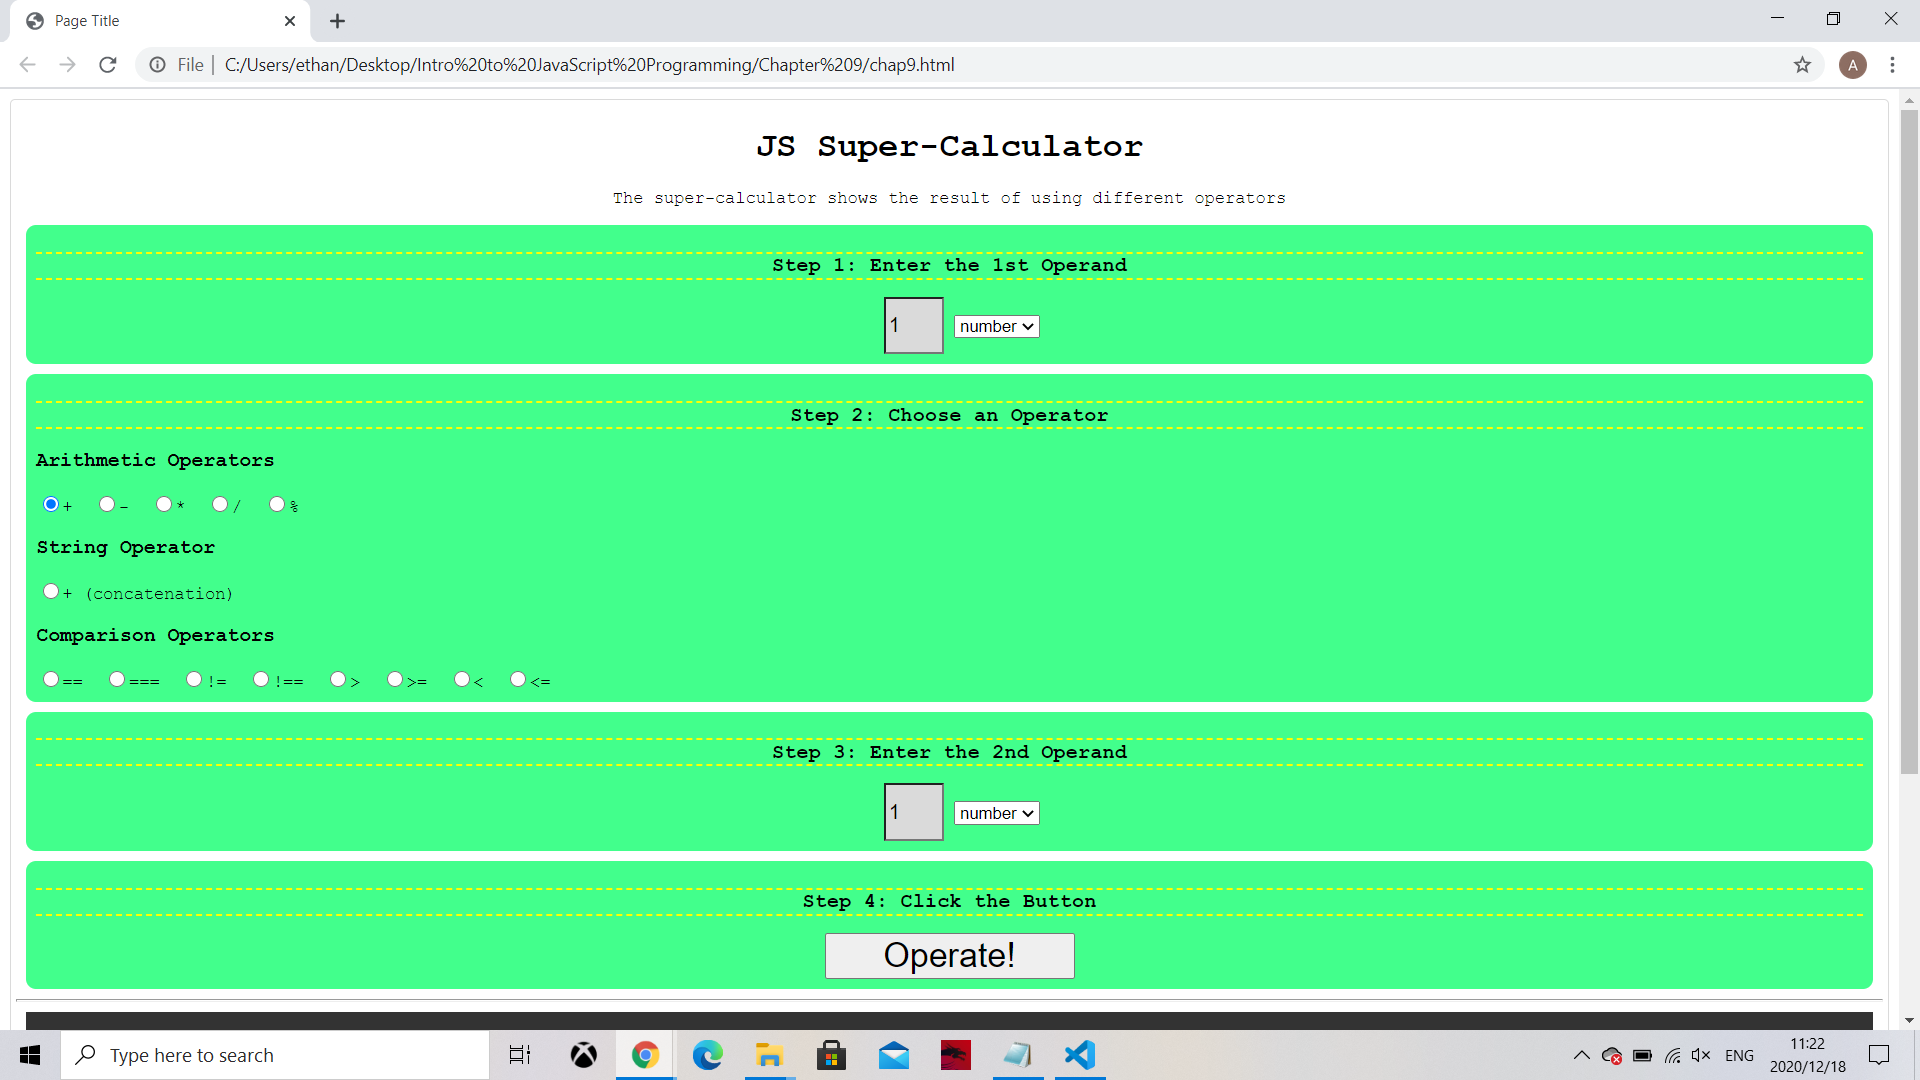 Page Title
File | C:/Users/ethan/Desktop/Intro%20to%20JavaScript%20Programming/Chapter%209/chap9.html
A
JS Super-Calculator
The super-calculator shows the result of using different operators
Step 1: Enter the 1st Operand
1 number
Step 2: Choose an Operator
Arithmetic Operators
+ - * / %
String Operator
+ (concatenation)
Comparison Operators
== === != !== > >= < <=
Step 3: Enter the 2nd Operand
1 number
Step 4: Click the Button
Operate!
Type here to search
ENG
11:22
2020/12/18